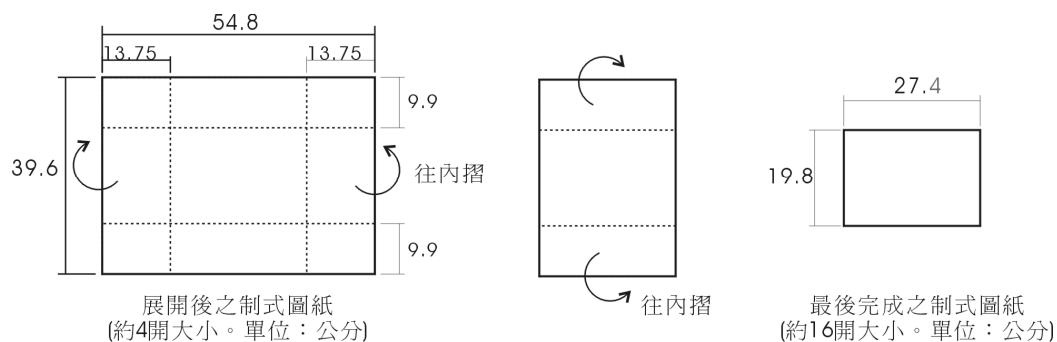 54.8
13.75
13.75
9.9
39.6
往內摺
9.9
展開後之制式圖紙
(約4開大小。單位：公分)
往內摺
27.4
19.8
最後完成之制式圖紙
(約16開大小。單位：公分)